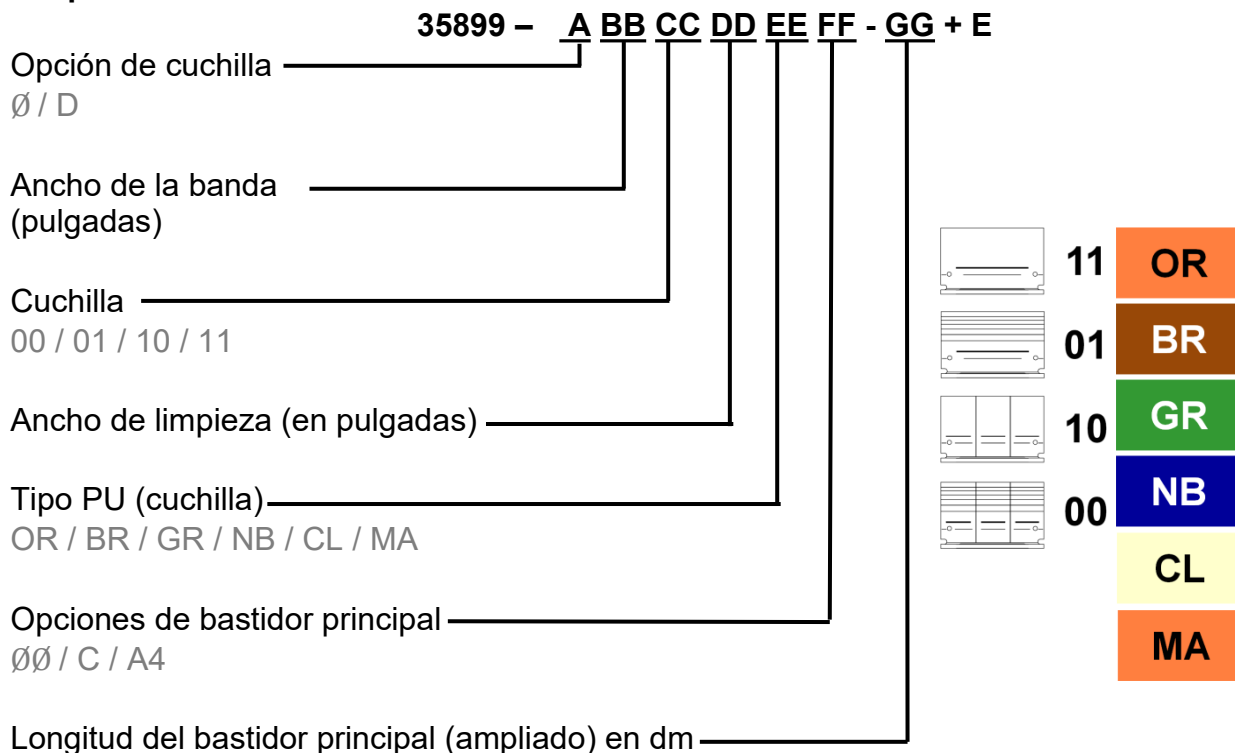 35899 – A BB CC DD EE FF - GG + E
Opción de cuchilla
Ø / D
Ancho de la banda
(pulgadas)
Cuchilla
00 / 01 / 10 / 11
Ancho de limpieza (en pulgadas)
Tipo PU (cuchilla)
OR / BR / GR / NB / CL / MA
Opciones de bastidor principal
ØØ / C / A4
Longitud del bastidor principal (ampliado) en dm
11 OR
01 BR
10 GR
00 NB
CL
MA